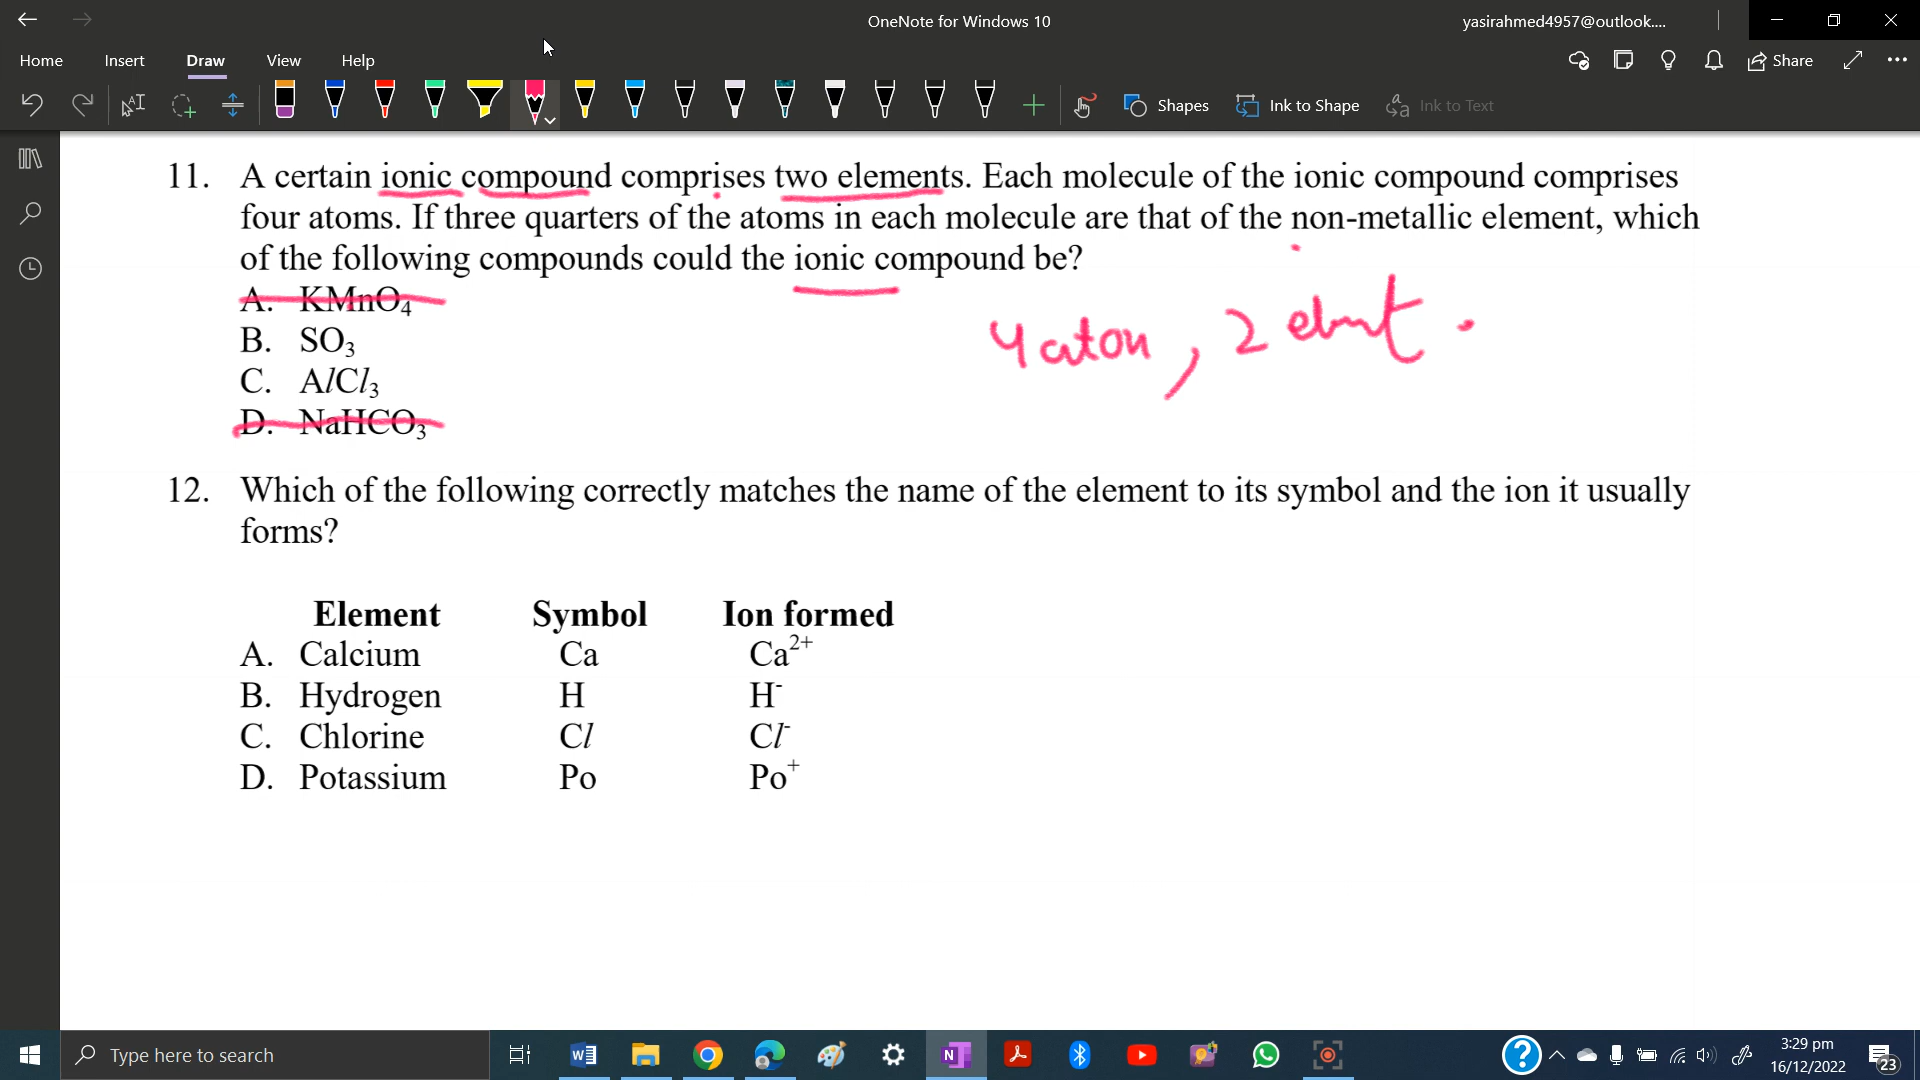 OneNote for Windows 10
yasirahmed4957@outlook....
Home Insert Draw View Help
Share
Shapes Ink to Shape Ink to Text
11. A certain ionic compound comprises two elements. Each molecule of the ionic compound comprises
four atoms. If three quarters of the atoms in each molecule are that of the non-metallic element, which
of the following compounds could the ionic compound be?
A. KMnO₄
B. SO₃
C. AlCl₃
D. NaHCO₃
4 atom, 2 elmt.
12. Which of the following correctly matches the name of the element to its symbol and the ion it usually
forms?
Element Symbol Ion formed
A. Calcium Ca Ca²⁺
B. Hydrogen H H⁻
C. Chlorine Cl Cl⁻
D. Potassium Po Po⁺
Type here to search
3:29 pm
16/12/2022
23